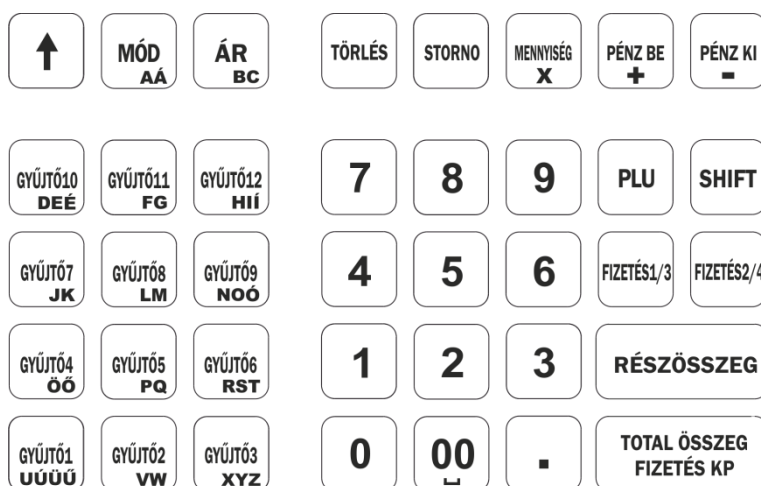 MÓD
AÁ
ÁR
BC
TÖRLÉS
STORNO
MENNYISÉG
X
PÉNZ BE
+
PÉNZ KI
-
GYŰJTŐ10
DEÉ
GYŰJTŐ11
FG
GYŰJTŐ12
HIÍ
7
8
9
PLU
SHIFT
GYŰJTŐ7
JK
GYŰJTŐ8
LM
GYŰJTŐ9
NOÓ
4
5
6
FIZETÉS1/3
FIZETÉS2/4
GYŰJTŐ4
ÖŐ
GYŰJTŐ5
PQ
GYŰJTŐ6
RST
1
2
3
RÉSZÖSSZEG
GYŰJTŐ1
UÚÜŰ
GYŰJTŐ2
VW
GYŰJTŐ3
XYZ
0
00
.
TOTAL ÖSSZEG
FIZETÉS KP